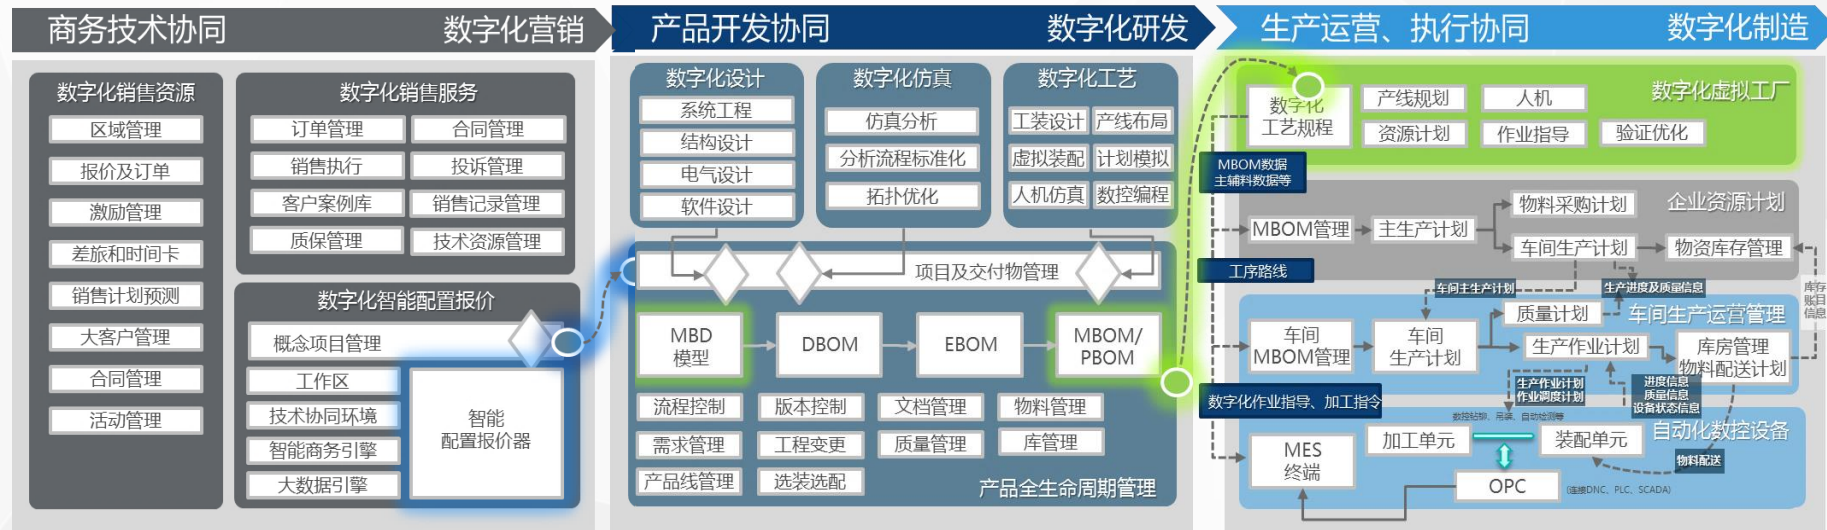 商务技术协同
数字化营销
产品开发协同
数字化研发
生产运营、执行协同
数字化制造
数字化销售资源
区域管理
报价及订单
激励管理
差旅和时间卡
销售计划预测
大客户管理
合同管理
活动管理
数字化销售服务
订单管理
合同管理
销售执行
投诉管理
客户案例库
销售记录管理
质保管理
技术资源管理
数字化智能配置报价
概念项目管理
工作区
技术协同环境
智能商务引擎
大数据引擎
智能
配置报价器
数字化设计
系统工程
结构设计
电气设计
软件设计
数字化仿真
仿真分析
分析流程标准化
拓扑优化
数字化工艺
工装设计
产线布局
虚拟装配
计划模拟
人机仿真
数控编程
项目及交付物管理
MBD
模型
DBOM
EBOM
MBOM/
PBOM
流程控制
版本控制
文档管理
物料管理
需求管理
工程变更
质量管理
库管理
产品线管理
选装选配
产品全生命周期管理
数字化虚拟工厂
数字化
工艺规程
产线规划
人机
资源计划
作业指导
验证优化
MBOM数据
主辅料数据等
企业资源计划
MBOM管理
主生产计划
物料采购计划
车间生产计划
物资库存管理
工序路线
车间主生产计划
生产进度及质量信息
库存
账目
信息
车间生产运营管理
车间
MBOM管理
车间
生产计划
质量计划
生产作业计划
库房管理
物料配送计划
生产作业计划
作业调度计划
进度信息
质量信息
设备状态信息
数字化作业指导、加工指令
数控钻铆、吊装、自动检测等
自动化数控设备
MES
终端
加工单元
装配单元
物料配送
OPC
(连接DNC、PLC、SCADA)